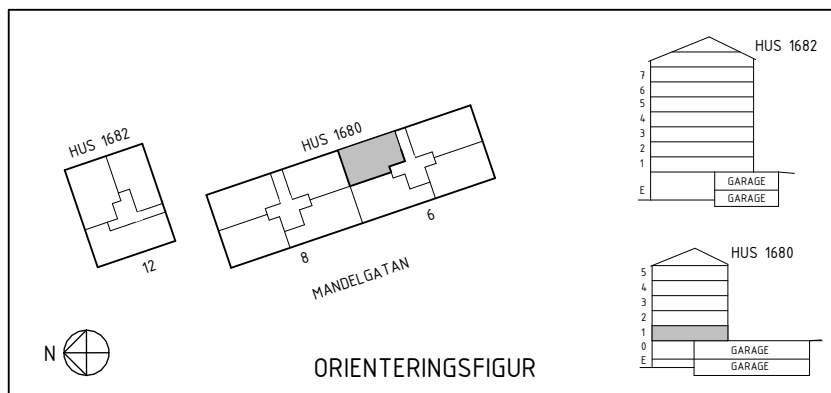 HUS 1682
HUS 1680
12
8
6
MANDELGATAN
N
ORIENTERINGSFIGUR
HUS 1682
7
6
5
4
3
2
1
E
GARAGE
GARAGE
HUS 1680
5
4
3
2
1
0
E
GARAGE
GARAGE